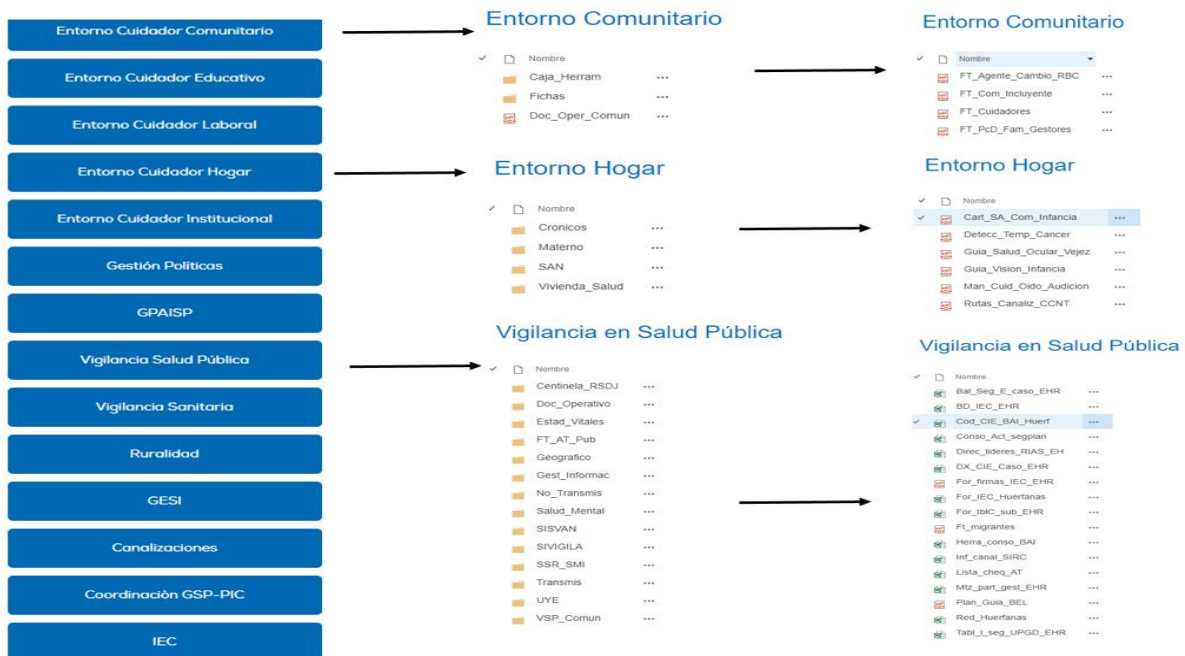 Entorno Cuidador Comunitario
Entorno Cuidador Educativo
Entorno Cuidador Laboral
Entorno Cuidador Hogar
Entorno Cuidador Institucional
Gestión Políticas
GPAISP
Vigilancia Salud Pública
Vigilancia Sanitaria
Ruralidad
GESI
Canalizaciones
Coordinaciòn GSP-PIC
IEC
Entorno Comunitario
Nombre
Caja_Herram ...
Fichas ...
Doc_Oper_Comun ...
Entorno Comunitario
Nombre
FT_Agente_Cambio_RBC ...
FT_Com_Incluyente ...
FT_Cuidadores ...
FT_PcD_Fam_Gestores ...
Entorno Hogar
Nombre
Cronicos ...
Materno ...
SAN ...
Vivienda_Salud ...
Entorno Hogar
Nombre
Cart_SA_Com_Infancia ...
Detecc_Temp_Cancer ...
Guia_Salud_Ocular_Vejez ...
Guia_Vision_Infancia ...
Man_Cuid_Oido_Audicion ...
Rutas_Canaliz_CCNT ...
Vigilancia en Salud Pública
Nombre
Centinela_RSDJ ...
Doc_Operativo ...
Estad_Vitales ...
FT_AT_Pub ...
Geografico ...
Gest_Informac ...
No_Transmis ...
Salud_Mental ...
SISVAN ...
SIVIGILA ...
SSR_SMI ...
Transmis ...
UYE ...
VSP_Comun ...
Vigilancia en Salud Pública
Nombre
Bal_Seg_E_caso_EHR ...
BD_IEC_EHR ...
Cod_CIE_BAI_Huerf ...
Conso_Act_segplan ...
Direc_lideres_RIAS_EH ...
DX_CIE_Caso_EHR ...
For_firmas_IEC_EHR ...
For_IEC_Huerfanas ...
For_tblC_sub_EHR ...
Ft_migrantes ...
Herra_conso_BAI ...
Inf_canal_SIRC ...
Lista_cheq_AT ...
Mtz_part_gest_EHR ...
Plan_Guia_BEL ...
Red_Huerfanas ...
Tabl_i_seg_UPGD_EHR ...